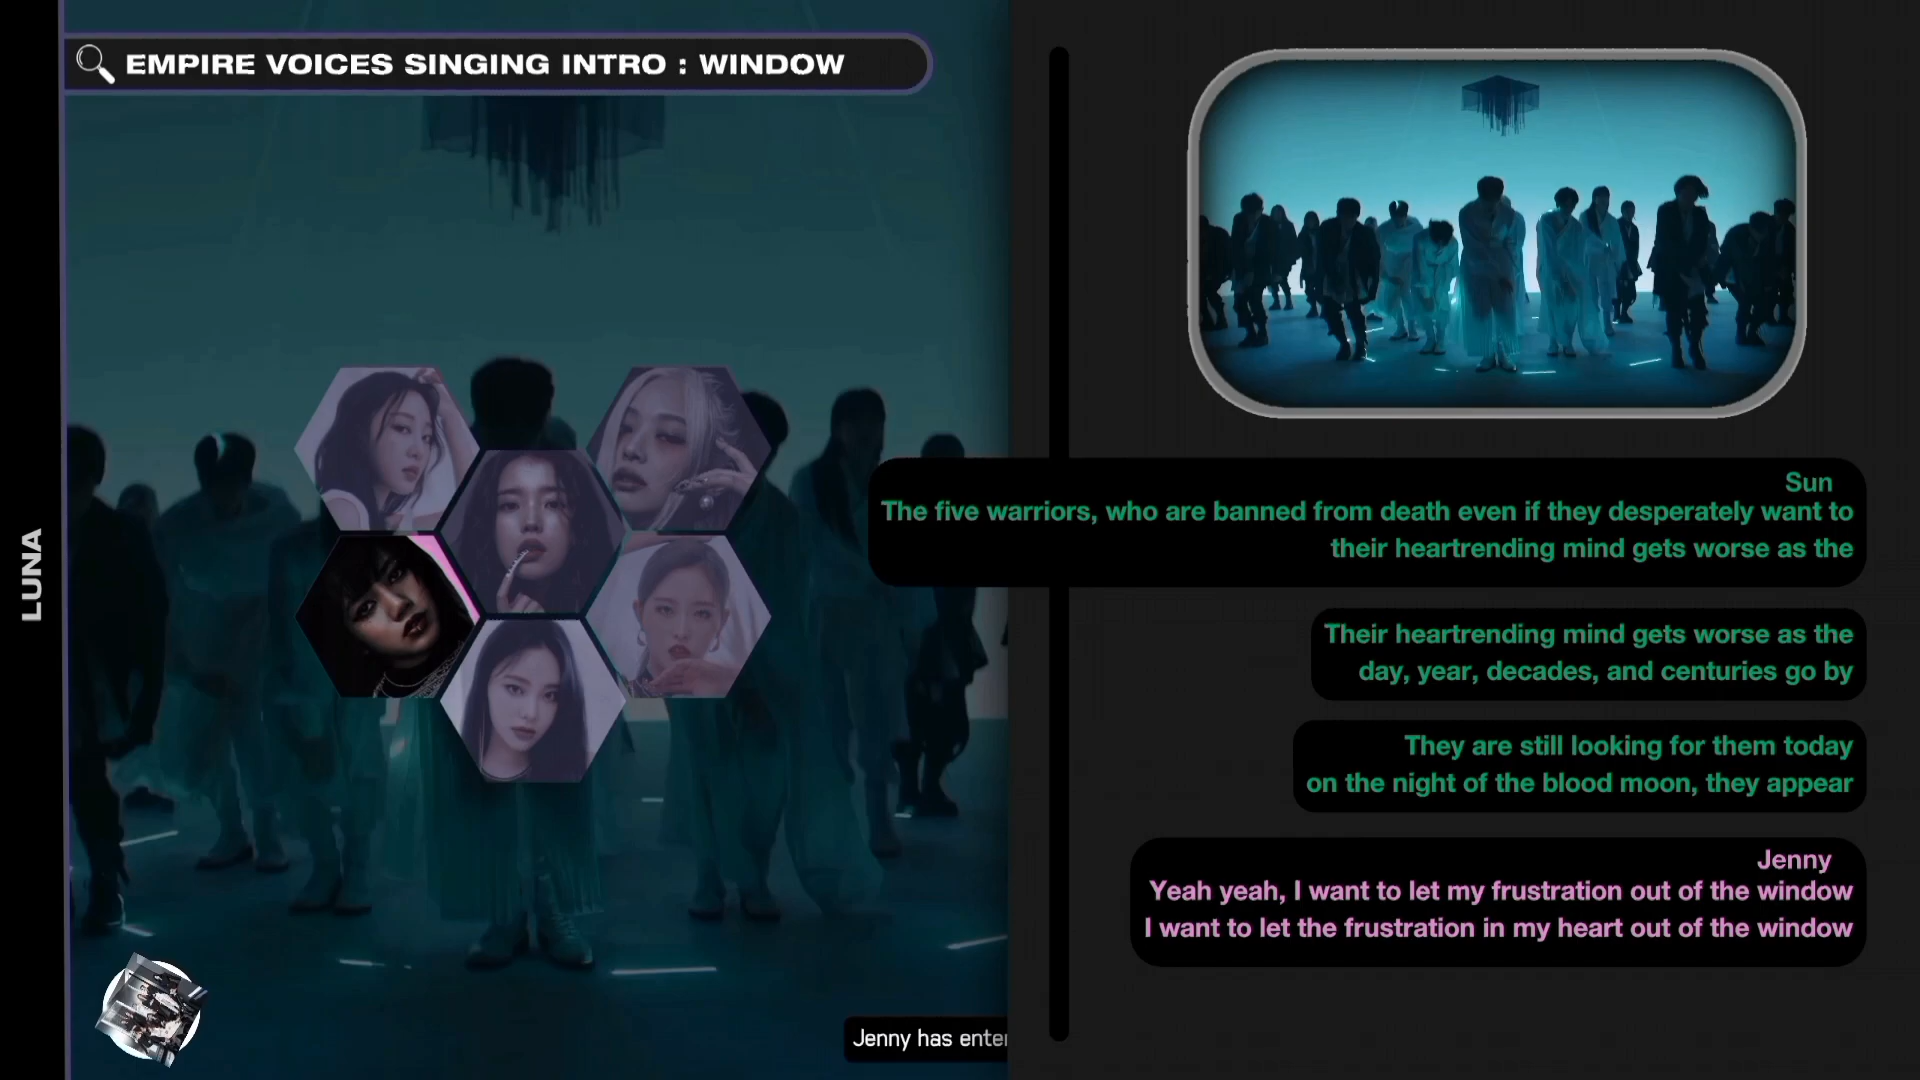 EMPIRE VOICES SINGING INTRO : WINDOW
LUNA
Sun
The five warriors, who are banned from death even if they desperately want to
their heartrending mind gets worse as the
Their heartrending mind gets worse as the
day, year, decades, and centuries go by
They are still looking for them today
on the night of the blood moon, they appear
Jenny
Yeah yeah, I want to let my frustration out of the window
I want to let the frustration in my heart out of the window
Jenny has enter